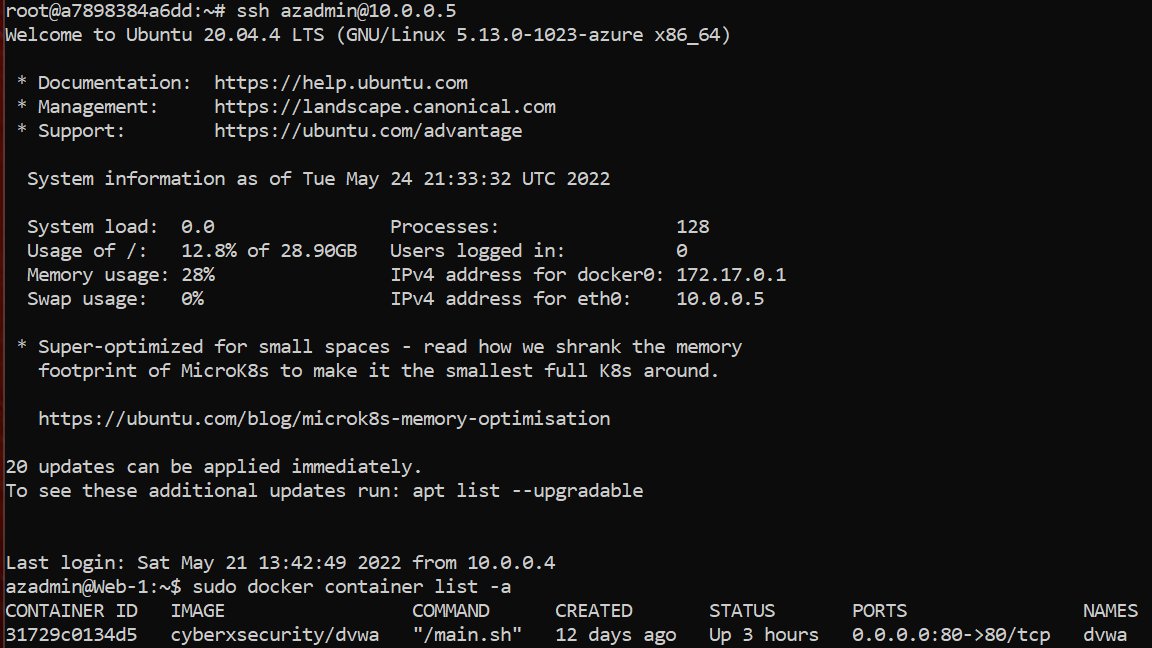 root@a7898384a6dd:~# ssh azadmin@10.0.0.5
Welcome to Ubuntu 20.04.4 LTS (GNU/Linux 5.13.0-1023-azure x86_64)
* Documentation:  https://help.ubuntu.com
* Management:     https://landscape.canonical.com
* Support:        https://ubuntu.com/advantage
System information as of Tue May 24 21:33:32 UTC 2022
System load:  0.0                Processes:                128
Usage of /:   12.8% of 28.90GB   Users logged in:          0
Memory usage: 28%                IPv4 address for docker0: 172.17.0.1
Swap usage:   0%                 IPv4 address for eth0:    10.0.0.5
* Super-optimized for small spaces - read how we shrank the memory
footprint of MicroK8s to make it the smallest full K8s around.
https://ubuntu.com/blog/microk8s-memory-optimisation
20 updates can be applied immediately.
To see these additional updates run: apt list --upgradable
Last login: Sat May 21 13:42:49 2022 from 10.0.0.4
azadmin@Web-1:~$ sudo docker container list -a
CONTAINER ID   IMAGE                 COMMAND      CREATED       STATUS       PORTS                NAMES
31729c0134d5   cyberxsecurity/dvwa   "/main.sh"   12 days ago   Up 3 hours   0.0.0.0:80->80/tcp   dvwa